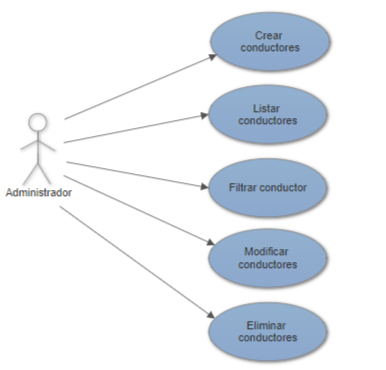 Crear
conductores
Listar
conductores
Filtrar conductor
Administrador
Modificar
conductores
Eliminar
conductores